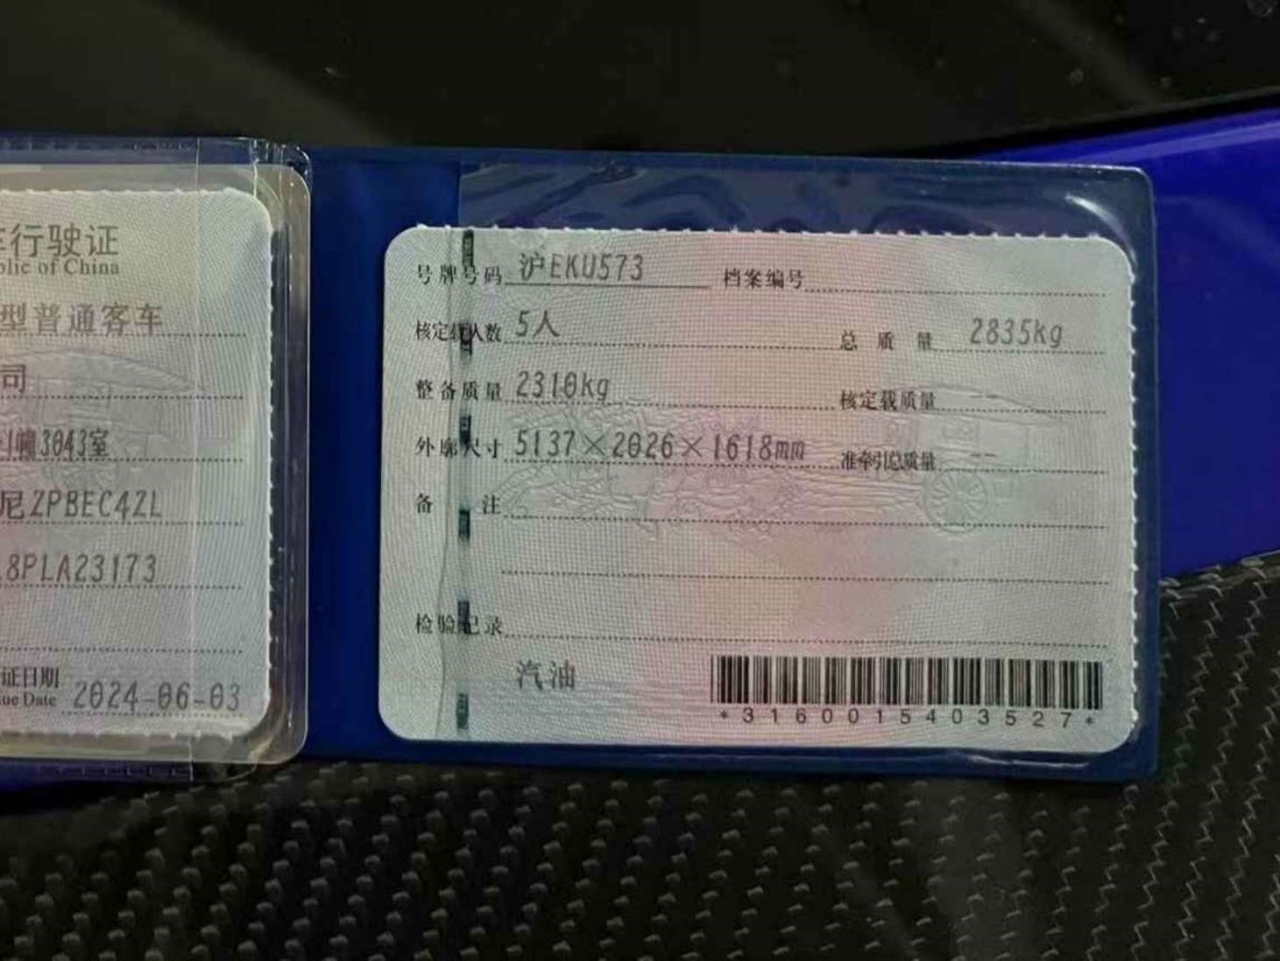 行驶证
blic of China
型普通客车
司
1幢3043室
尼ZPBEC4ZL
8PLA23173
证日期
ue Date 2024-06-03
号牌号码 沪EKU573 档案编号
核定载人数 5人 总质量 2835kg
整备质量 2310kg 核定载质量 --
外廓尺寸 5137×2026×1618mm 准牵引总质量 --
备注
检验记录
汽油
*3160015403527*